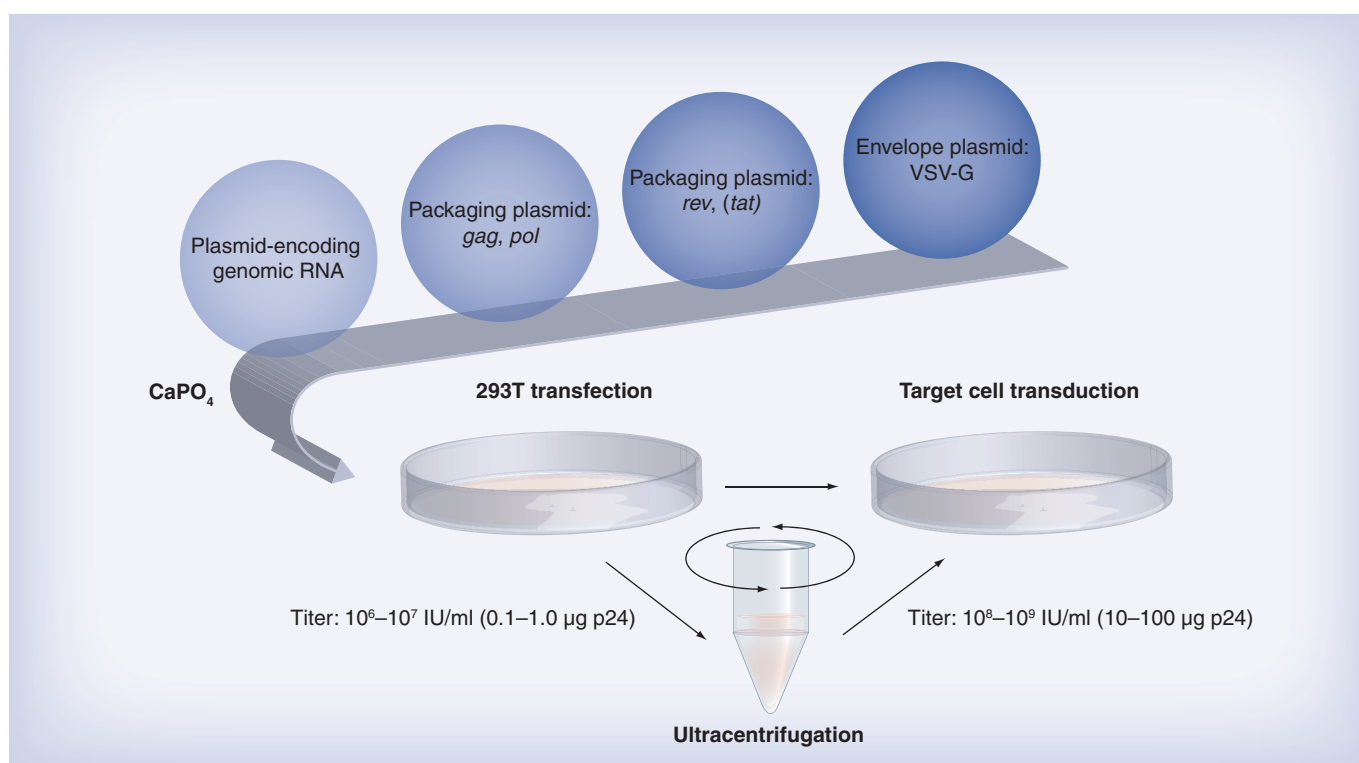 Plasmid-encoding
genomic RNA
Packaging plasmid:
gag, pol
Packaging plasmid:
rev, (tat)
Envelope plasmid:
VSV-G
CaPO₄
293T transfection
Target cell transduction
Titer: 10⁶–10⁷ IU/ml (0.1–1.0 µg p24)
Titer: 10⁸–10⁹ IU/ml (10–100 µg p24)
Ultracentrifugation